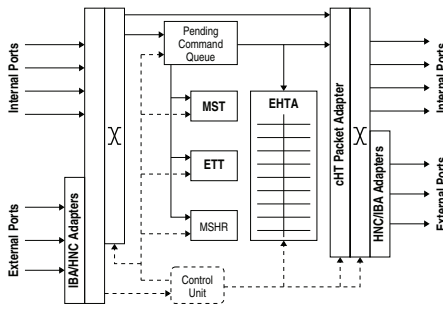 Internal Ports
External Ports
IBA/HNC Adapters
Pending
Command
Queue
MST
ETT
MSHR
EHTA
Control
Unit
cHT Packet Adapter
HNC/IBA Adapters
Internal Ports
External Ports